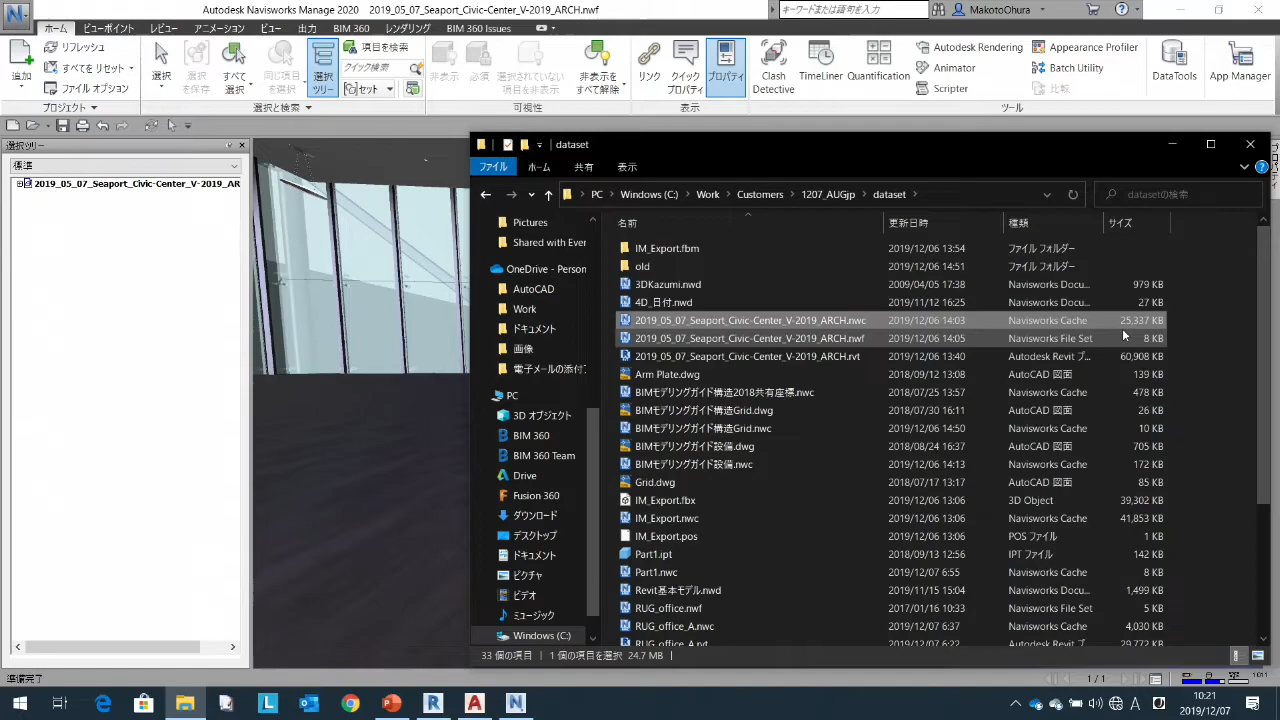 Autodesk Navisworks Manage 2020 2019_05_07_Seaport_Civic-Center_V-2019_ARCH.nwf
キーワードまたは語句を入力
MakotoOhura
ホーム ビューポイント レビュー アニメーション ビュー 出力 BIM 360 レンダリング BIM 360 Issues
追加
リフレッシュ
すべてをリセット
ファイル オプション
プロジェクト
選択
選択を保存
すべて選択
同じ項目を選択
選択ツリー
項目を検索
クイック検索
セット
選択と検索
非表示
必須
選択されていない項目を非表示
非表示をすべて解除
可視性
リンク
クイック プロパティ
プロパティ
表示
Clash Detective
TimeLiner
Quantification
Autodesk Rendering
Animator
Scripter
Appearance Profiler
Batch Utility
比較
ツール
DataTools
App Manager
選択ツリー
標準
2019_05_07_Seaport_Civic-Center_V-2019_AR
dataset
ファイル ホーム 共有 表示
PC Windows (C:) Work Customers 1207_AUGjp dataset
datasetの検索
Pictures
Shared with Ever
OneDrive - Person
AutoCAD
Work
ドキュメント
画像
電子メールの添付フ
PC
3D オブジェクト
BIM 360
BIM 360 Team
Drive
Fusion 360
ダウンロード
デスクトップ
ドキュメント
ピクチャ
ビデオ
ミュージック
Windows (C:)
名前 更新日時 種類 サイズ
IM_Export.fbm 2019/12/06 13:54 ファイル フォルダー
old 2019/12/06 14:51 ファイル フォルダー
3DKazumi.nwd 2009/04/05 17:38 Navisworks Docu... 979 KB
4D_日付.nwd 2019/11/12 16:25 Navisworks Docu... 27 KB
2019_05_07_Seaport_Civic-Center_V-2019_ARCH.nwc 2019/12/06 14:03 Navisworks Cache 25,337 KB
2019_05_07_Seaport_Civic-Center_V-2019_ARCH.nwf 2019/12/06 14:05 Navisworks File Set 8 KB
2019_05_07_Seaport_Civic-Center_V-2019_ARCH.rvt 2019/12/06 13:40 Autodesk Revit プ... 60,908 KB
Arm Plate.dwg 2018/09/12 13:08 AutoCAD 図面 139 KB
BIMモデリングガイド構造2018共有座標.nwc 2018/07/25 13:57 Navisworks Cache 478 KB
BIMモデリングガイド構造Grid.dwg 2018/07/30 16:11 AutoCAD 図面 26 KB
BIMモデリングガイド構造Grid.nwc 2019/12/06 14:50 Navisworks Cache 10 KB
BIMモデリングガイド設備.dwg 2018/08/24 16:37 AutoCAD 図面 705 KB
BIMモデリングガイド設備.nwc 2019/12/06 14:13 Navisworks Cache 172 KB
Grid.dwg 2018/07/17 13:17 AutoCAD 図面 85 KB
IM_Export.fbx 2019/12/06 13:06 3D Object 39,302 KB
IM_Export.nwc 2019/12/06 13:06 Navisworks Cache 41,853 KB
IM_Export.pos 2019/12/06 13:06 POS ファイル 1 KB
Part1.ipt 2018/09/13 12:56 IPT ファイル 142 KB
Part1.nwc 2019/12/07 6:55 Navisworks Cache 8 KB
Revit基本モデル.nwd 2019/11/15 15:04 Navisworks Docu... 1,499 KB
RUG_office.nwf 2017/01/16 10:33 Navisworks File Set 5 KB
RUG_office_A.nwc 2019/12/07 6:37 Navisworks Cache 4,030 KB
RUG_office_A.rvt 2019/12/07 6:22 Autodesk Revit プ... 29,772 KB
33 個の項目 1 個の項目を選択 24.7 MB
準備完了
1 / 1
10:21
2019/12/07